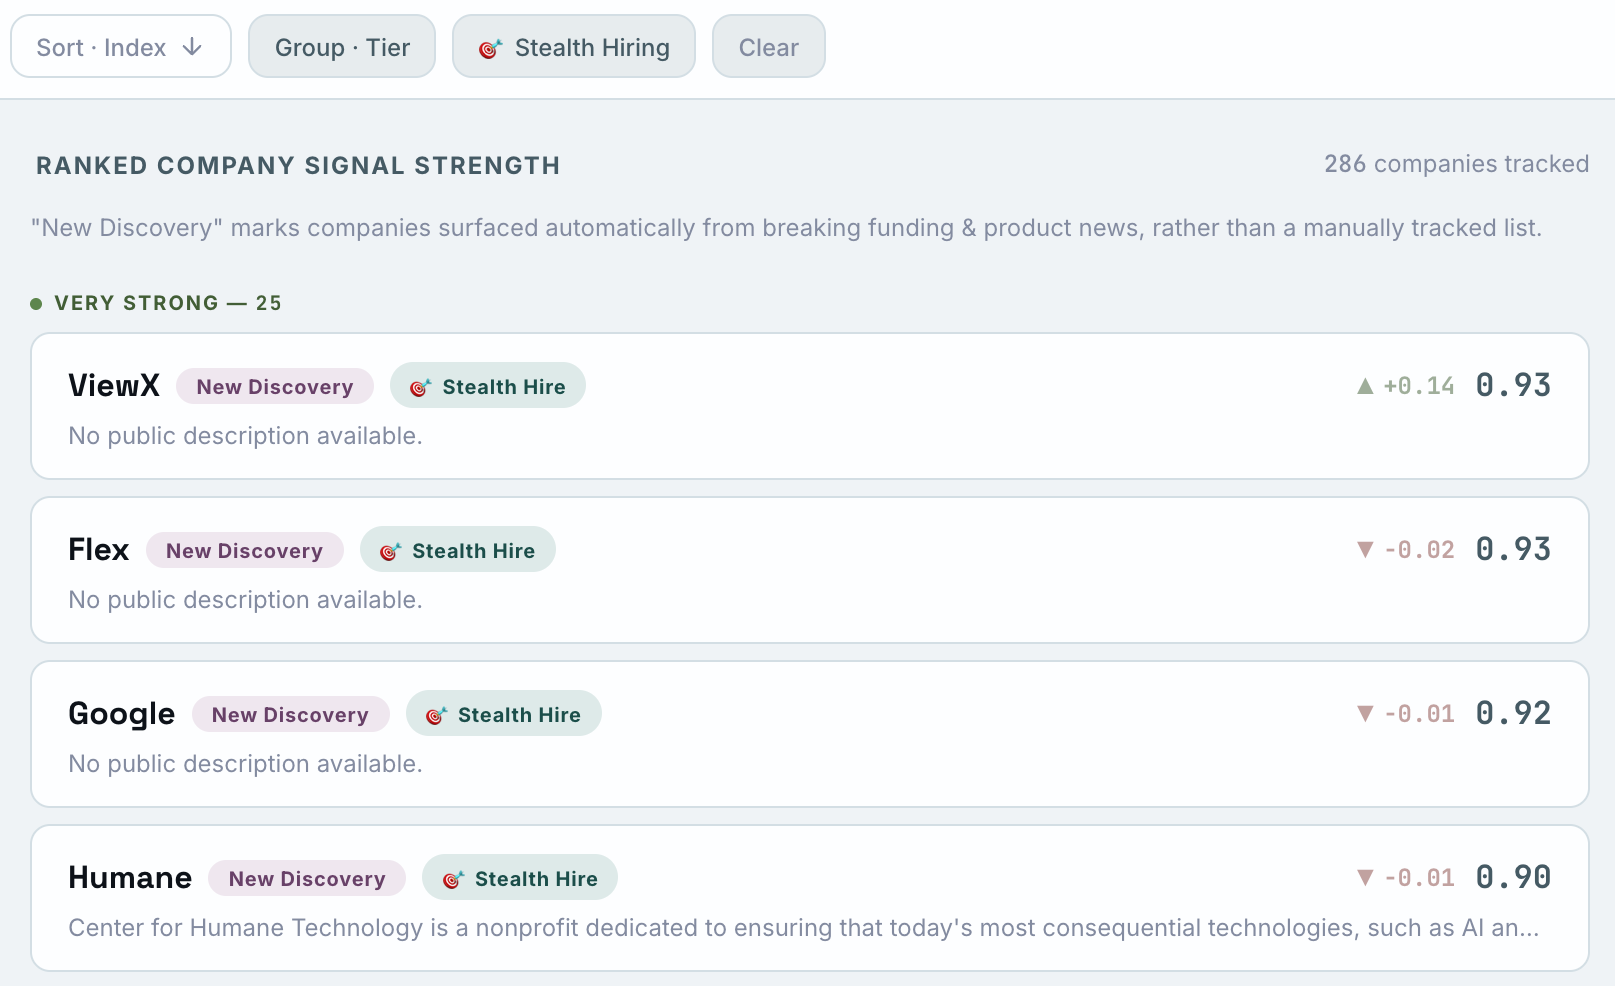 Sort · Index ↓
Group · Tier
🎯 Stealth Hiring
Clear
RANKED COMPANY SIGNAL STRENGTH
286 companies tracked
"New Discovery" marks companies surfaced automatically from breaking funding & product news, rather than a manually tracked list.
VERY STRONG — 25
ViewX New Discovery 🎯 Stealth Hire ▲ +0.14 0.93
No public description available.
Flex New Discovery 🎯 Stealth Hire ▼ -0.02 0.93
No public description available.
Google New Discovery 🎯 Stealth Hire ▼ -0.01 0.92
No public description available.
Humane New Discovery 🎯 Stealth Hire ▼ -0.01 0.90
Center for Humane Technology is a nonprofit dedicated to ensuring that today's most consequential technologies, such as AI an...